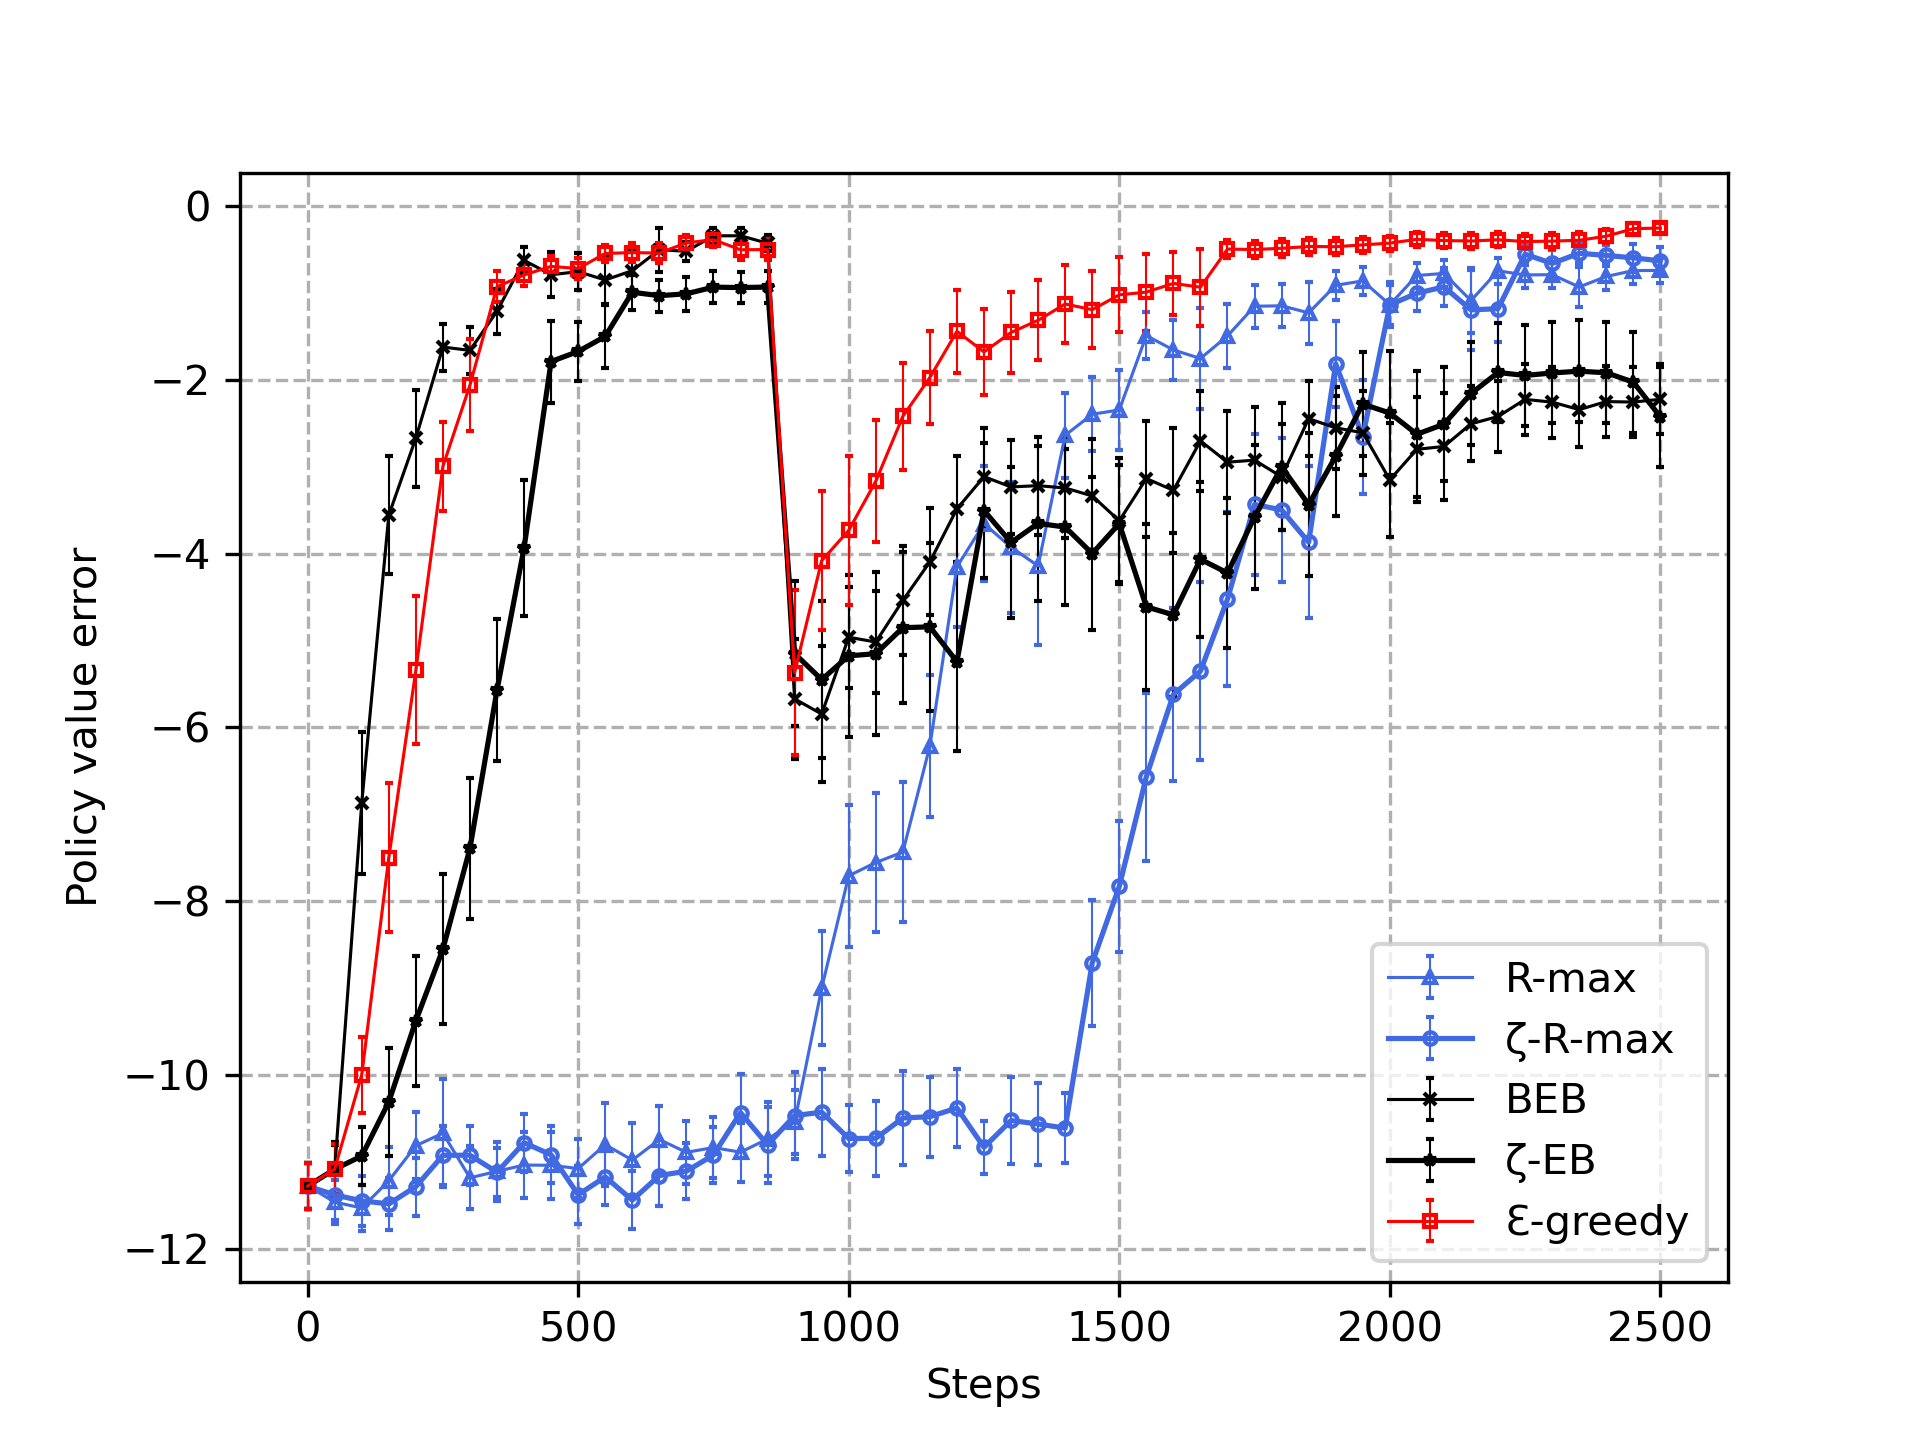 Policy value error
0
−2
−4
−6
−8
−10
−12
0 500 1000 1500 2000 2500
Steps
R-max
ζ-R-max
BEB
ζ-EB
Ɛ-greedy